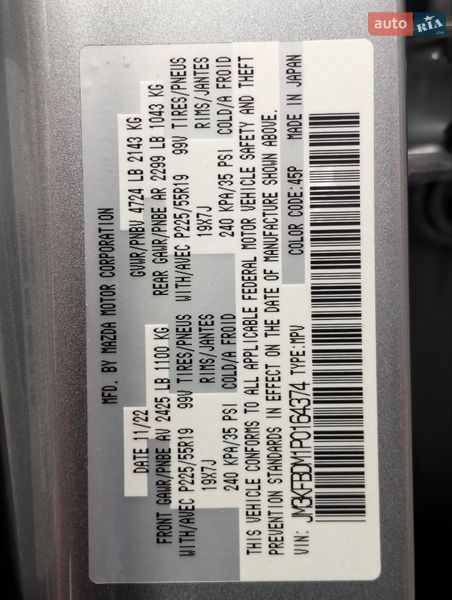 auto RIA
MFD. BY MAZDA MOTOR CORPORATION
DATE 11/22 GVWR/PNBV 4724 LB 2143 KG
FRONT GAWR/PNBE AV 2425 LB 1100 KG REAR GAWR/PNBE AR 2299 LB 1043 KG
WITH/AVEC P225/55R19 99V TIRES/PNEUS WITH/AVEC P225/55R19 99V TIRES/PNEUS
19X7J RIMS/JANTES 19X7J RIMS/JANTES
240 KPA/35 PSI COLD/A FROID 240 KPA/35 PSI COLD/A FROID
THIS VEHICLE CONFORMS TO ALL APPLICABLE FEDERAL MOTOR VEHICLE SAFETY AND THEFT
PREVENTION STANDARDS IN EFFECT ON THE DATE OF MANUFACTURE SHOWN ABOVE.
COLOR CODE:45P MADE IN JAPAN
VIN: JM3KFBDM1P0164374 TYPE:MPV